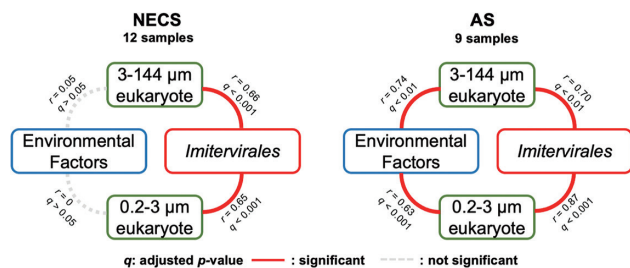 NECS
12 samples
r = 0.05
q > 0.05
3-144 µm
eukaryote
r = 0.66
q < 0.001
Environmental
Factors
Imitervirales
r = 0
q > 0.05
0.2-3 µm
eukaryote
r = 0.65
q < 0.001
AS
9 samples
r = 0.74
q < 0.01
3-144 µm
eukaryote
r = 0.70
q < 0.01
Environmental
Factors
Imitervirales
r = 0.63
q < 0.001
0.2-3 µm
eukaryote
r = 0.87
q < 0.001
q: adjusted p-value : significant : not significant